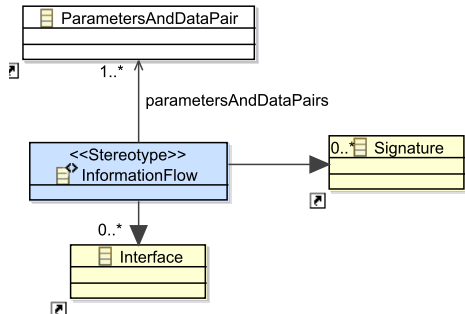 ParametersAndDataPair
1..*
parametersAndDataPairs
<<Stereotype>>
InformationFlow
0..*
Signature
0..*
Interface